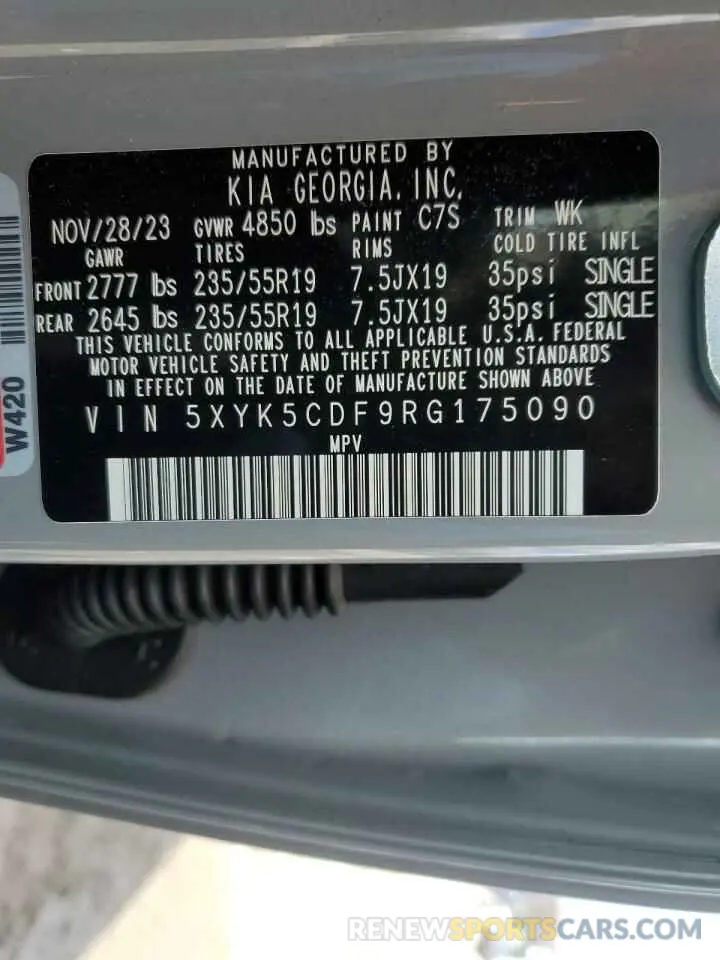 MANUFACTURED BY
KIA GEORGIA, INC.
NOV/28/23 GVWR 4850 lbs PAINT C7S TRIM WK
GAWR TIRES RIMS COLD TIRE INFL
FRONT 2777 lbs 235/55R19 7.5JX19 35psi SINGLE
REAR 2645 lbs 235/55R19 7.5JX19 35psi SINGLE
THIS VEHICLE CONFORMS TO ALL APPLICABLE U.S.A. FEDERAL
MOTOR VEHICLE SAFETY AND THEFT PREVENTION STANDARDS
IN EFFECT ON THE DATE OF MANUFACTURE SHOWN ABOVE
VIN 5XYK5CDF9RG175090
MPV
W420
RENEWSUSEDCARS.COM